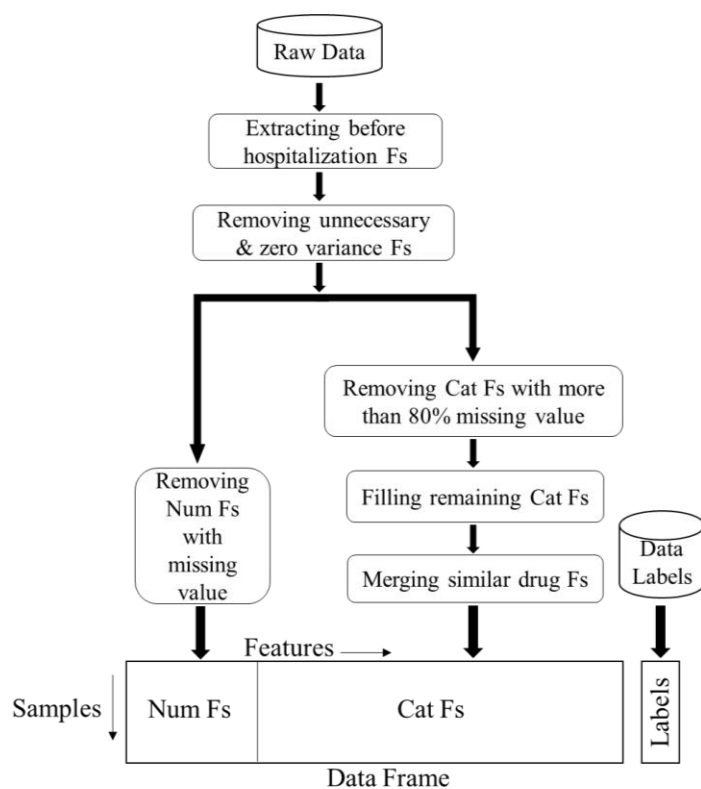 Raw Data
Extracting before
hospitalization Fs
Removing unnecessary
& zero variance Fs
Removing Cat Fs with more
than 80% missing value
Removing
Num Fs
with
missing
value
Filling remaining Cat Fs
Merging similar drug Fs
Data
Labels
Features
Samples
Num Fs
Cat Fs
Labels
Data Frame